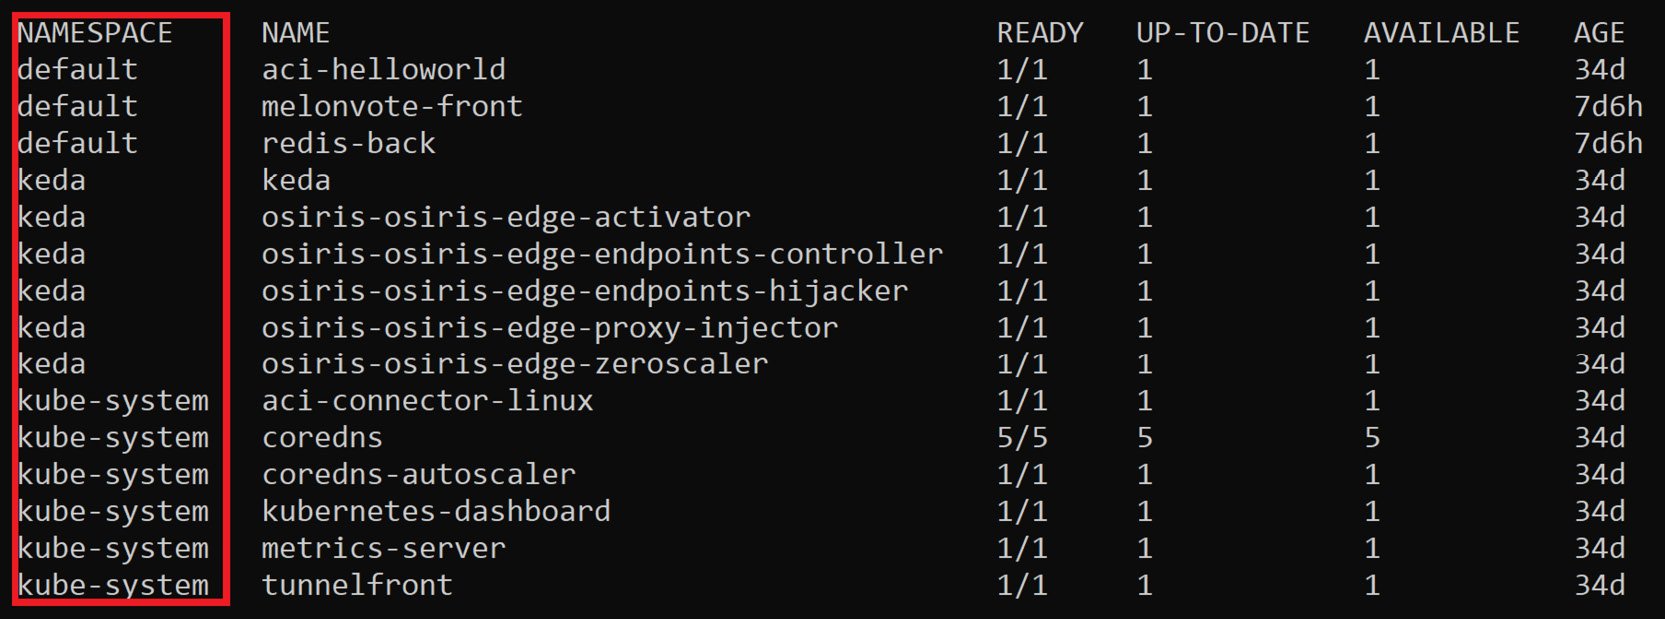 NAMESPACE NAME READY UP-TO-DATE AVAILABLE AGE
default aci-helloworld 1/1 1 1 34d
default melonvote-front 1/1 1 1 7d6h
default redis-back 1/1 1 1 7d6h
keda keda 1/1 1 1 34d
keda osiris-osiris-edge-activator 1/1 1 1 34d
keda osiris-osiris-edge-endpoints-controller 1/1 1 1 34d
keda osiris-osiris-edge-endpoints-hijacker 1/1 1 1 34d
keda osiris-osiris-edge-proxy-injector 1/1 1 1 34d
keda osiris-osiris-edge-zeroscaler 1/1 1 1 34d
kube-system aci-connector-linux 1/1 1 1 34d
kube-system coredns 5/5 5 5 34d
kube-system coredns-autoscaler 1/1 1 1 34d
kube-system kubernetes-dashboard 1/1 1 1 34d
kube-system metrics-server 1/1 1 1 34d
kube-system tunnelfront 1/1 1 1 34d